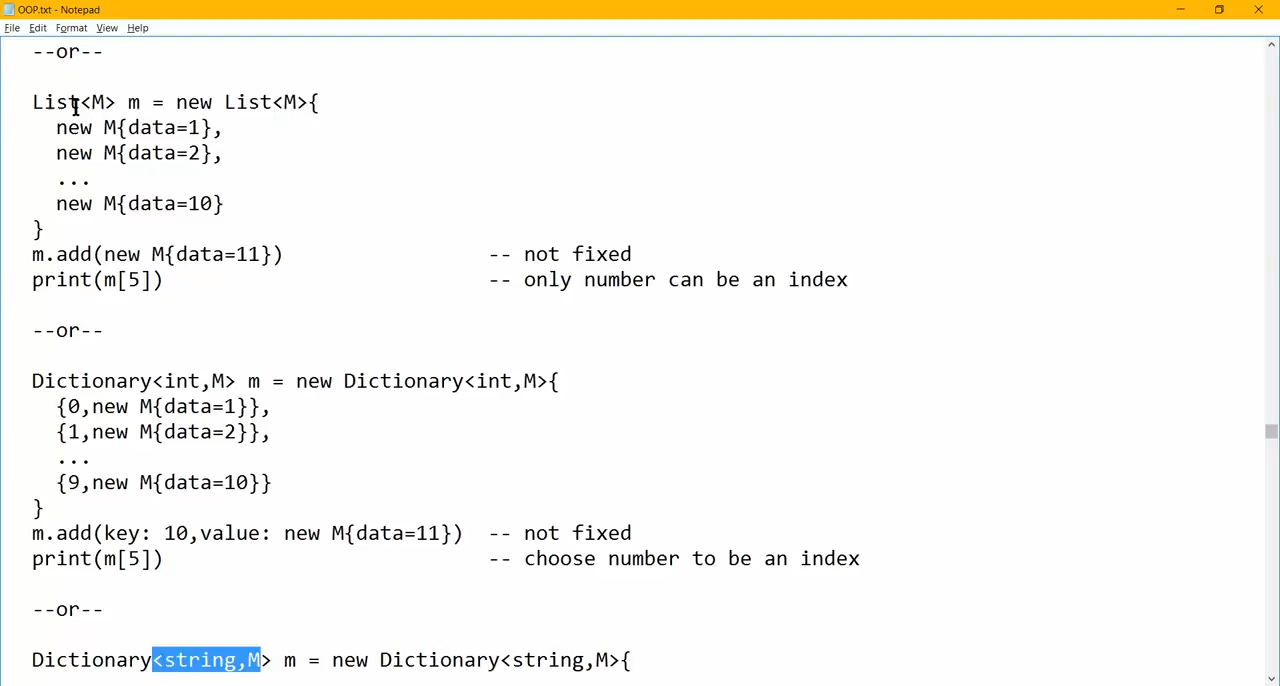 OOP.txt - Notepad
File Edit Format View Help
--or--
List<M> m = new List<M>{
new M{data=1},
new M{data=2},
...
new M{data=10}
}
m.add(new M{data=11}) -- not fixed
print(m[5]) -- only number can be an index
--or--
Dictionary<int,M> m = new Dictionary<int,M>{
{0,new M{data=1}},
{1,new M{data=2}},
...
{9,new M{data=10}}
}
m.add(key: 10,value: new M{data=11}) -- not fixed
print(m[5]) -- choose number to be an index
--or--
Dictionary<string,M> m = new Dictionary<string,M>{